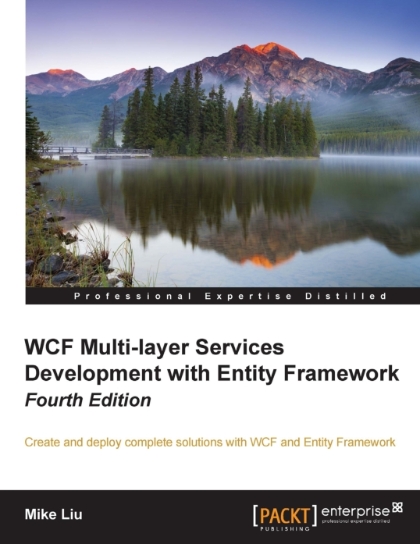 Professional Expertise Distilled
WCF Multi-layer Services
Development with Entity Framework
Fourth Edition
Create and deploy complete solutions with WCF and Entity Framework
Mike Liu
[PACKT] enterprise
PUBLISHING professional expertise distilled